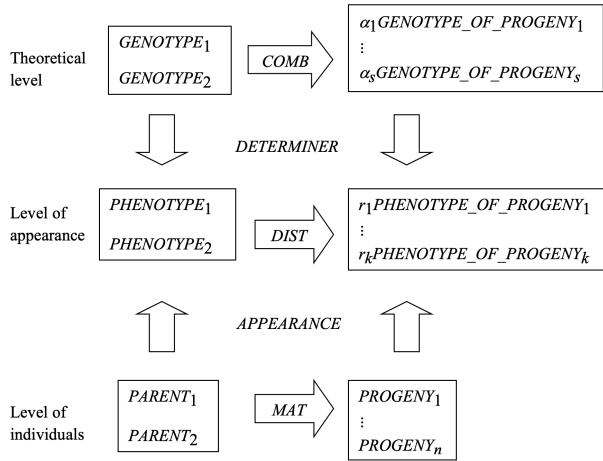 Theoretical
level
GENOTYPE₁
GENOTYPE₂
COMB
α₁GENOTYPE_OF_PROGENY₁
⋮
αₛGENOTYPE_OF_PROGENYₛ
DETERMINER
Level of
appearance
PHENOTYPE₁
PHENOTYPE₂
DIST
r₁PHENOTYPE_OF_PROGENY₁
⋮
rₖPHENOTYPE_OF_PROGENYₖ
APPEARANCE
Level of
individuals
PARENT₁
PARENT₂
MAT
PROGENY₁
⋮
PROGENYₙ